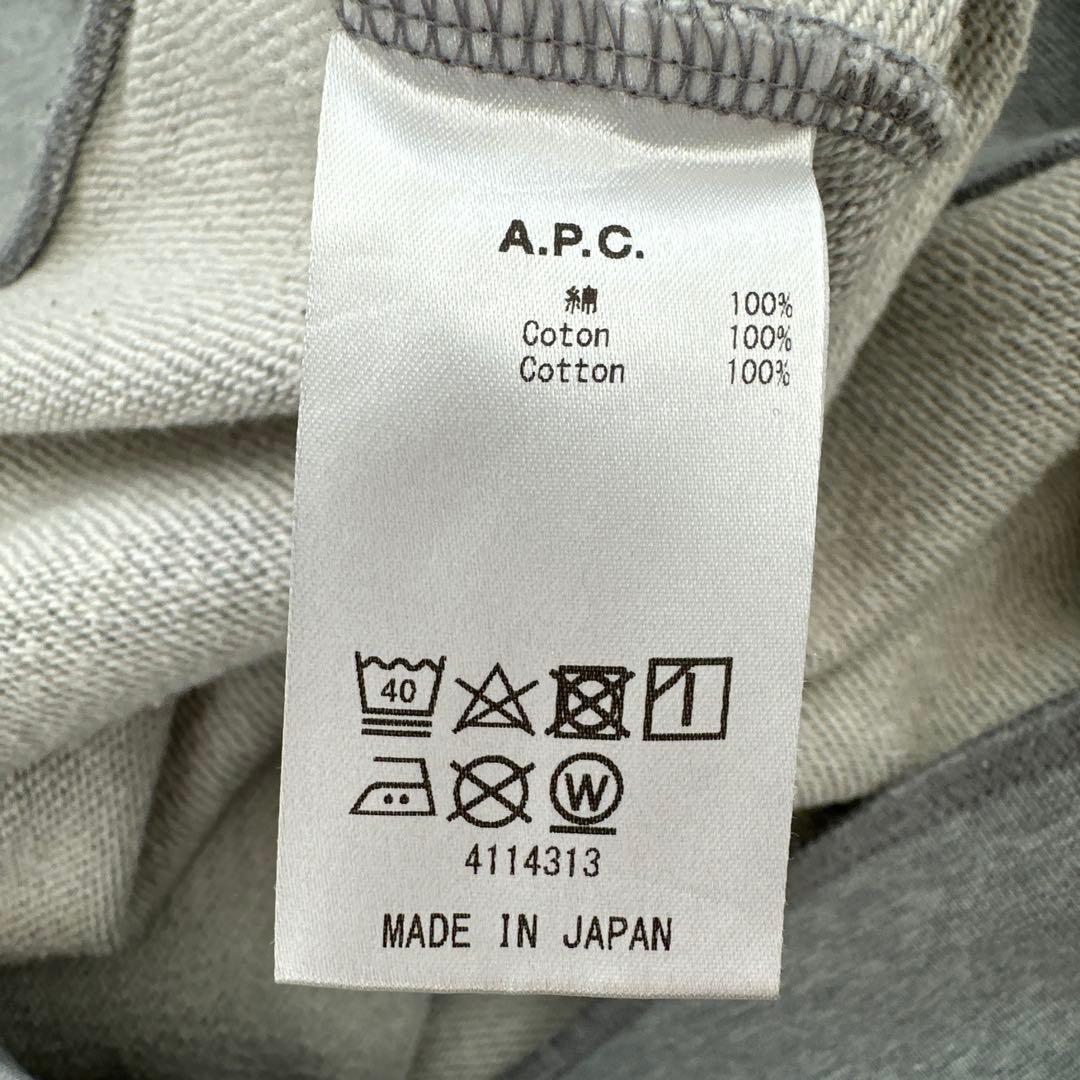 A.P.C.
綿 100%
Coton 100%
Cotton 100%
40
W
4114313
MADE IN JAPAN